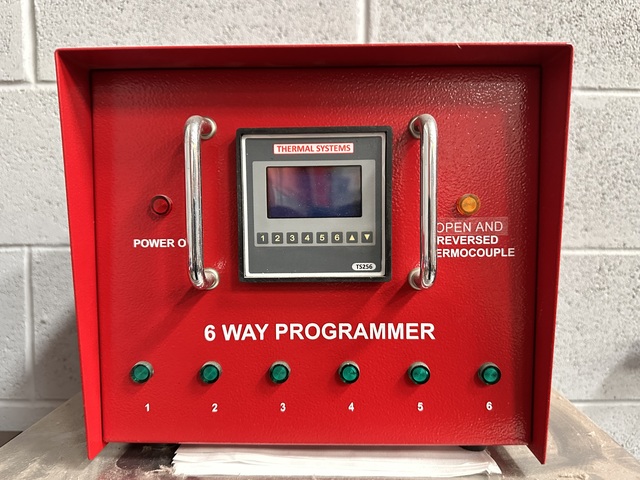 THERMAL SYSTEMS
1 2 3 4 5 6
TS256
POWER O
OPEN AND
REVERSED
ERMOCOUPLE
6 WAY PROGRAMMER
1 2 3 4 5 6